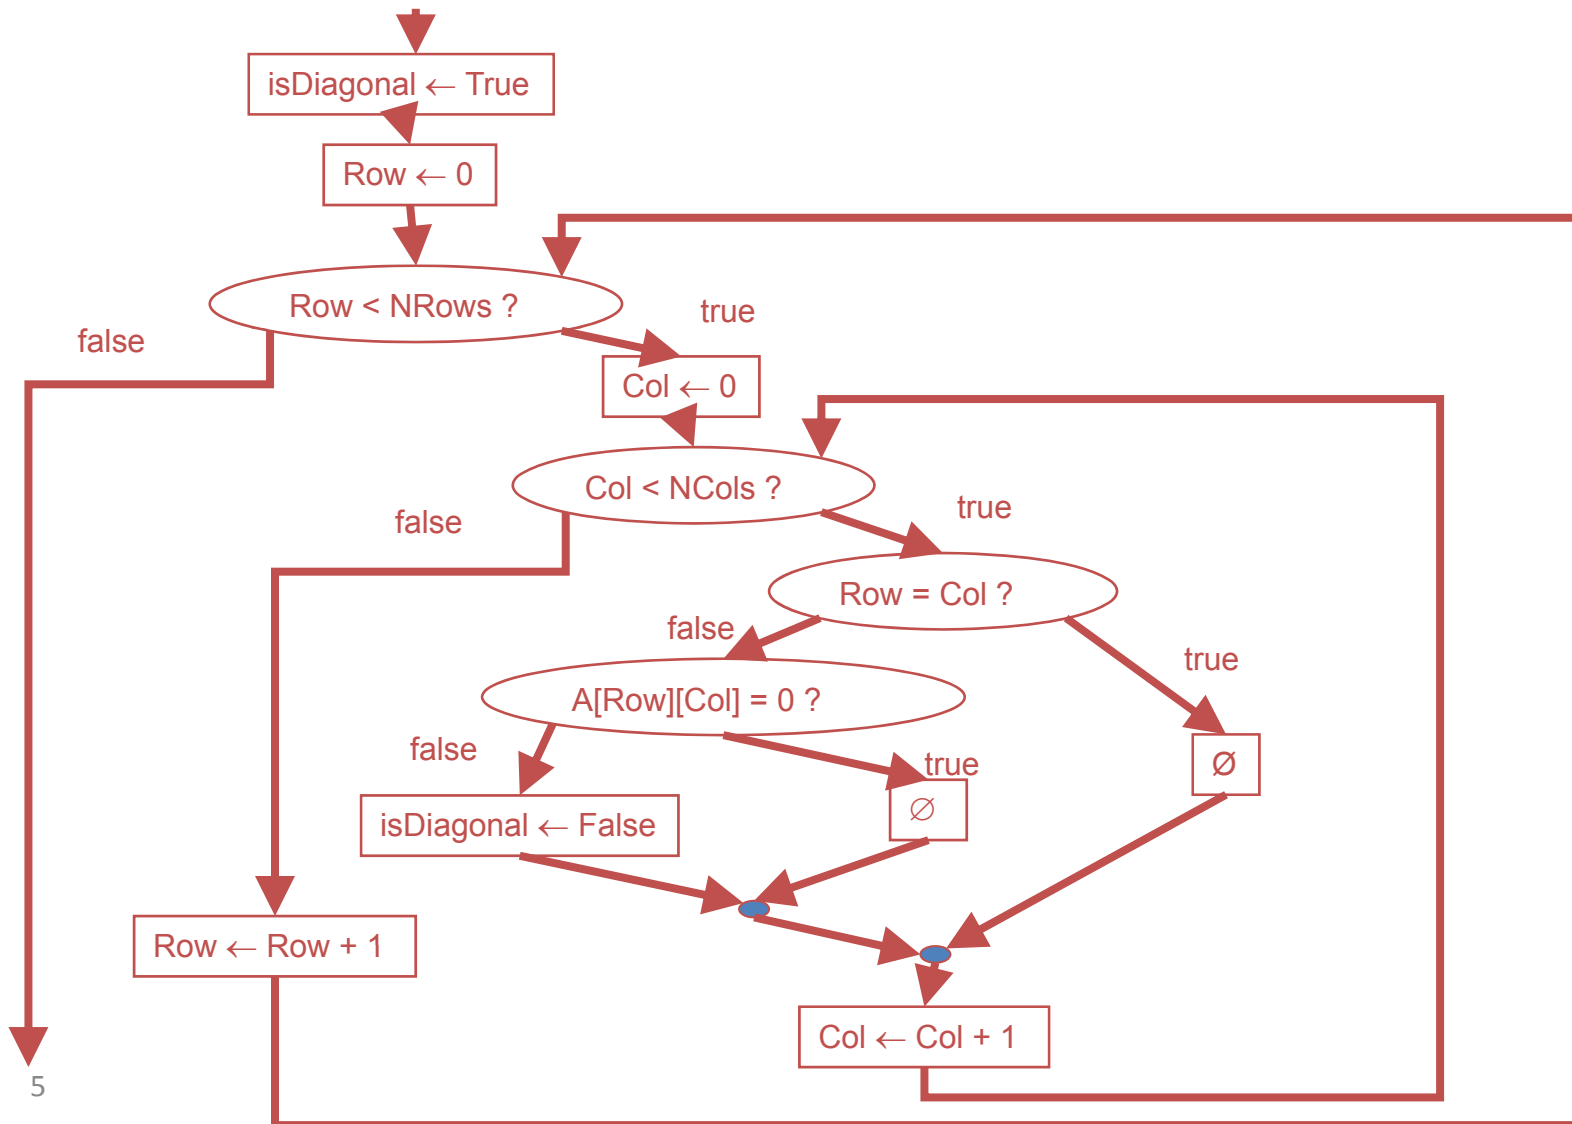 isDiagonal ← True
Row ← 0
Row < NRows ?
true
false
Col ← 0
Col < NCols ?
true
false
Row = Col ?
false
true
A[Row][Col] = 0 ?
false
true
Ø
∅
isDiagonal ← False
Row ← Row + 1
Col ← Col + 1
5